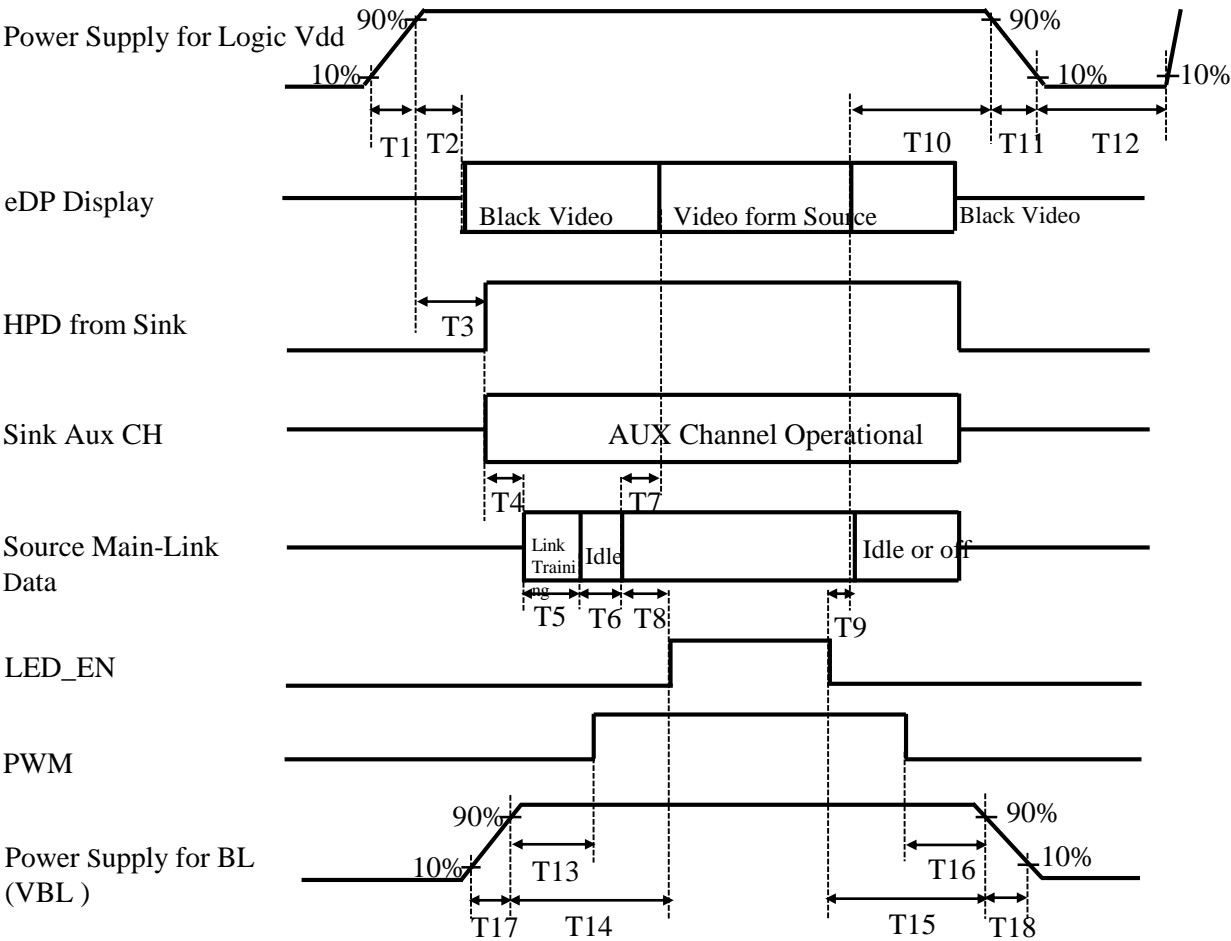 90%
90%
Power Supply for Logic Vdd
10%
10%
10%
T1
T2
T10
T11
T12
eDP Display
Black Video
Video form Source
Black Video
HPD from Sink
T3
Sink Aux CH
AUX Channel Operational
T4
T7
Source Main-Link
Data
Link
Traini
ng
Idle
Idle or off
T5
T6
T8
T9
LED_EN
PWM
90%
90%
Power Supply for BL
(VBL )
10%
10%
T13
T16
T17
T14
T15
T18